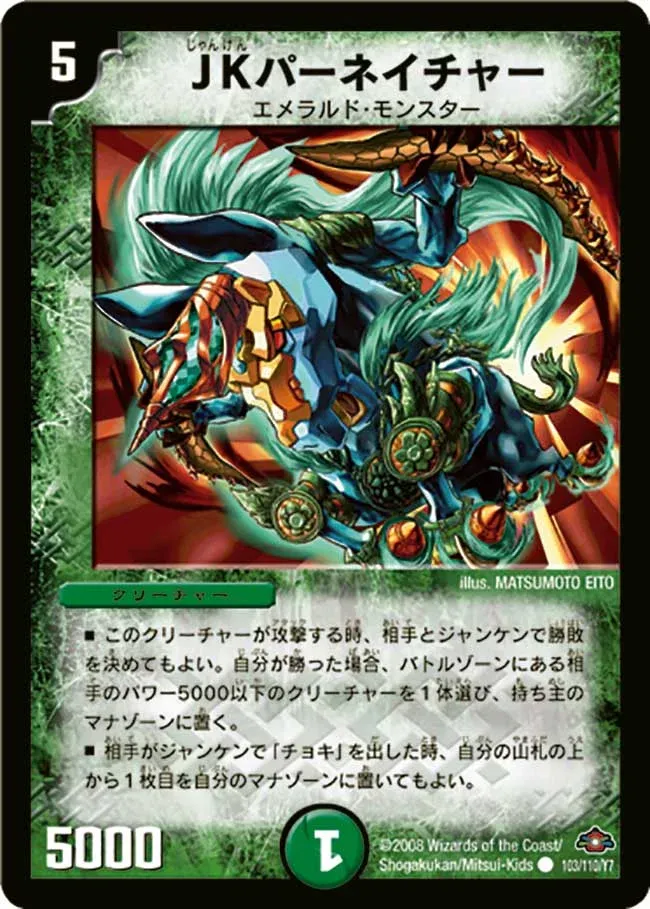 5
じゃんけん
JKパーネイチャー
エメラルド・モンスター
illus. MATSUMOTO EITO
クリーチャー
■ このクリーチャーが攻撃する時、相手とジャンケンで勝敗
を決めてもよい。自分が勝った場合、バトルゾーンにある相
手のパワー5000以下のクリーチャーを1体選び、持ち主の
マナゾーンに置く。
■ 相手がジャンケンで「チョキ」を出した時、自分の山札の上
から1枚目を自分のマナゾーンに置いてもよい。
5000
1
©2008 Wizards of the Coast/
Shogakukan/Mitsui-Kids 103/110/Y7